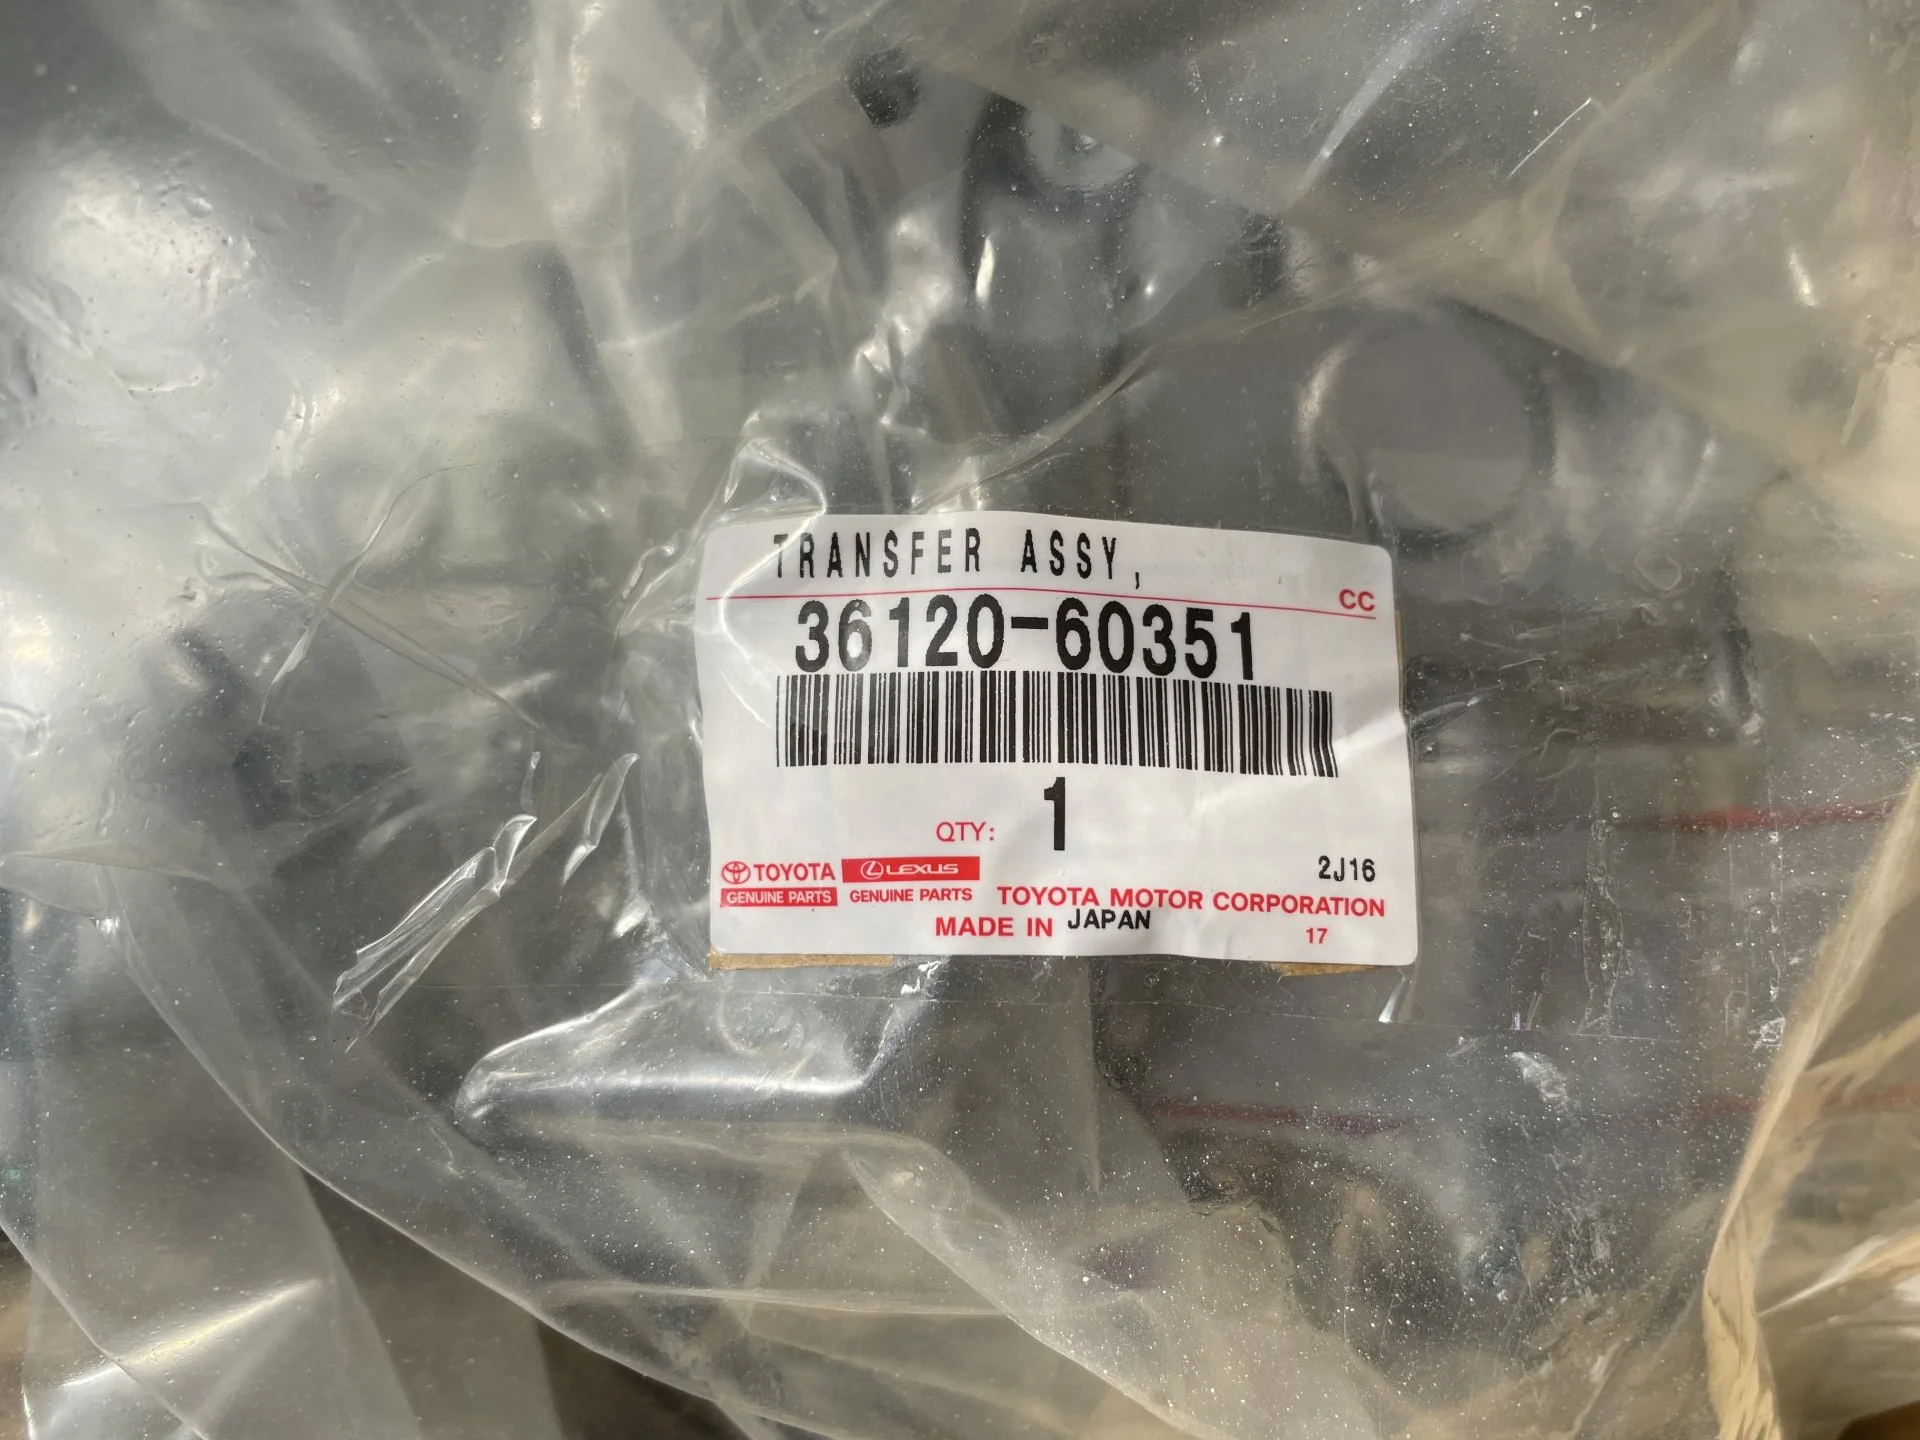 TRANSFER ASSY,
CC
36120-60351
QTY: 1
2J16
TOYOTA LEXUS
GENUINE PARTS GENUINE PARTS TOYOTA MOTOR CORPORATION
MADE IN JAPAN 17